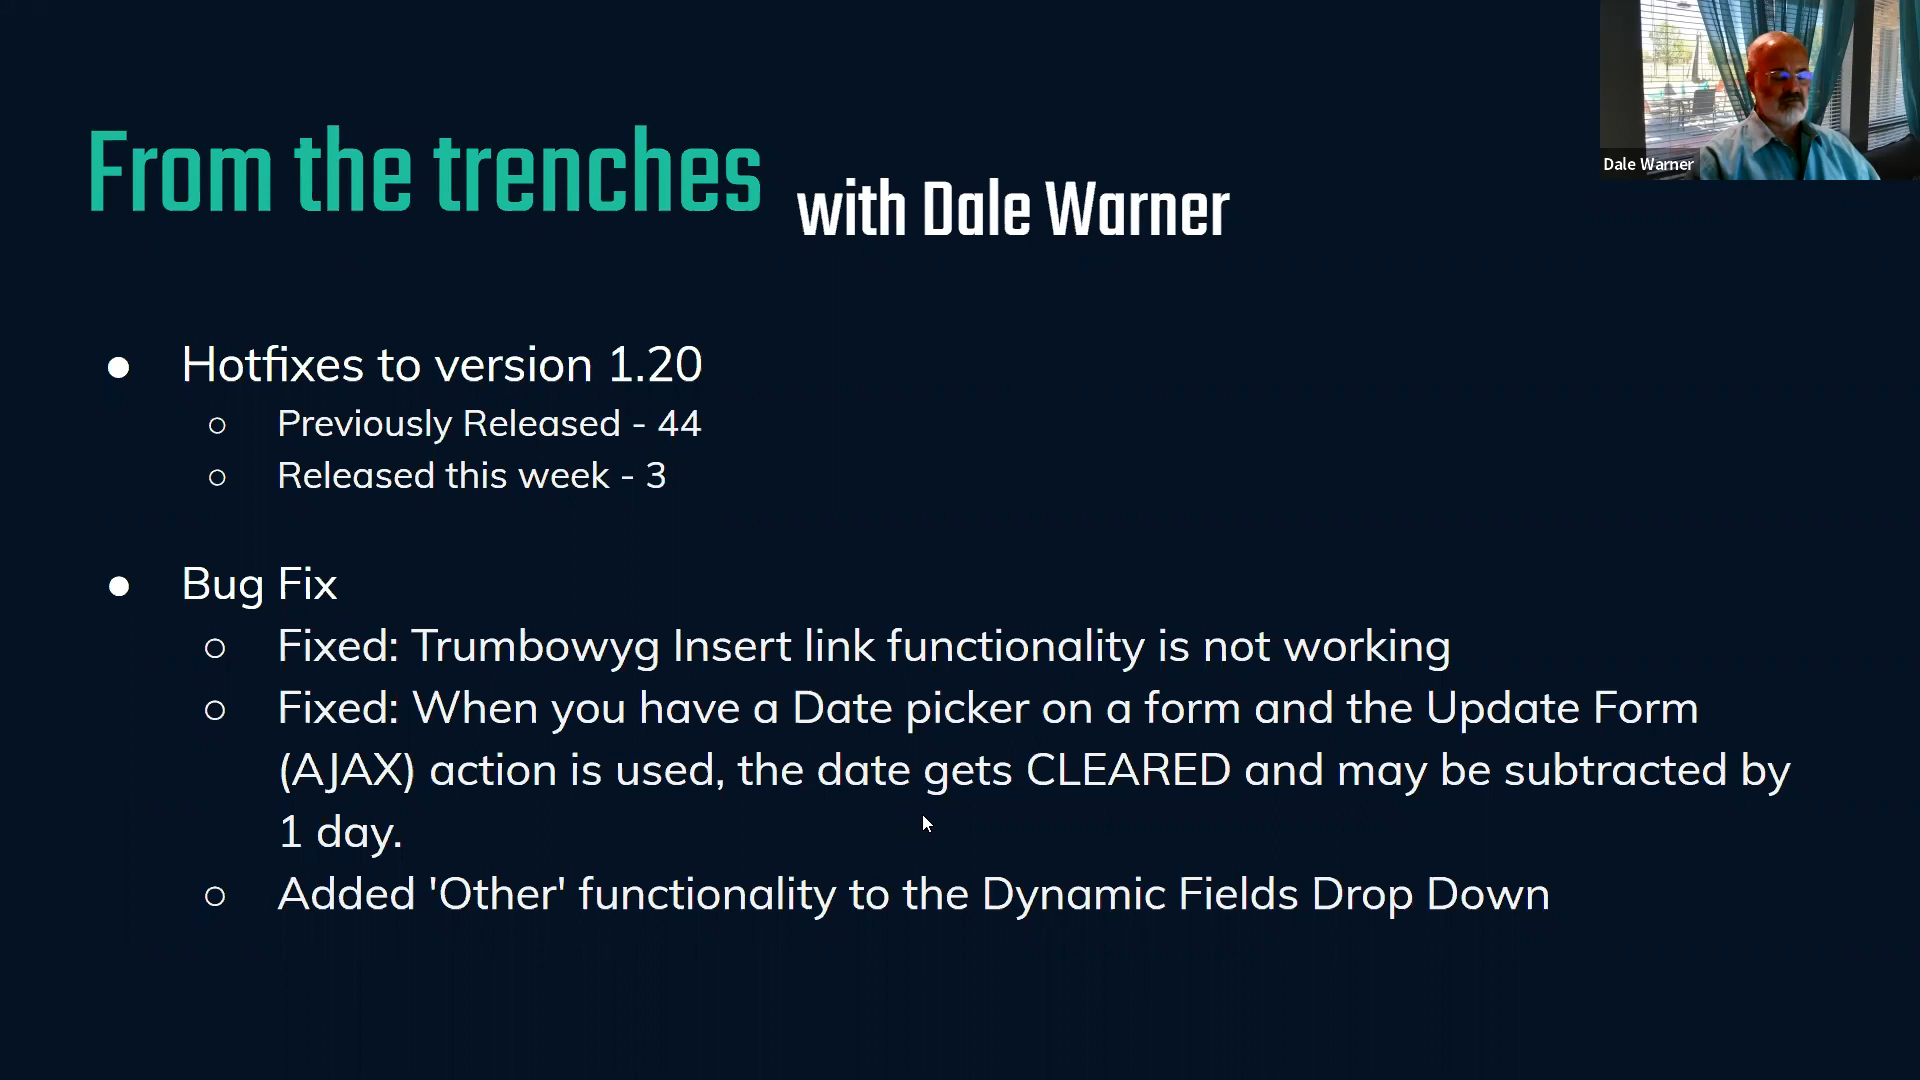 From the trenches with Dale Warner
Dale Warner
● Hotfixes to version 1.20
○ Previously Released - 44
○ Released this week - 3
● Bug Fix
○ Fixed: Trumbowyg Insert link functionality is not working
○ Fixed: When you have a Date picker on a form and the Update Form
(AJAX) action is used, the date gets CLEARED and may be subtracted by
1 day.
○ Added 'Other' functionality to the Dynamic Fields Drop Down